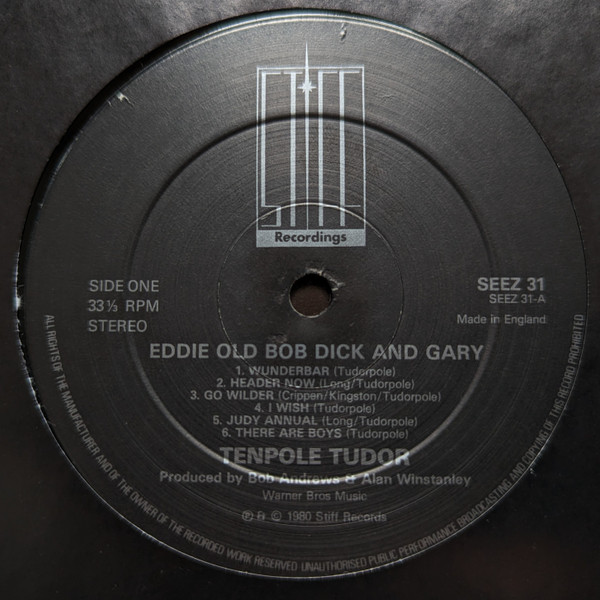 STIFF
Recordings
SIDE ONE
33⅓ RPM
STEREO
SEEZ 31
SEEZ 31-A
Made in England
EDDIE OLD BOB DICK AND GARY
1. WUNDERBAR (Tudorpole)
2. HEADER NOW (Long/Tudorpole)
3. GO WILDER (Crippen/Kingston/Tudorpole)
4. I WISH (Tudorpole)
5. JUDY ANNUAL (Long/Tudorpole)
6. THERE ARE BOYS (Tudorpole)
TENPOLE TUDOR
Produced by Bob Andrews & Alan Winstanley
Warner Bros Music
℗ & © 1980 Stiff Records
ALL RIGHTS OF THE MANUFACTURER AND OF THE OWNER OF THE RECORDED WORK RESERVED UNAUTHORISED PUBLIC PERFORMANCE BROADCASTING AND COPYING OF THIS RECORD PROHIBITED